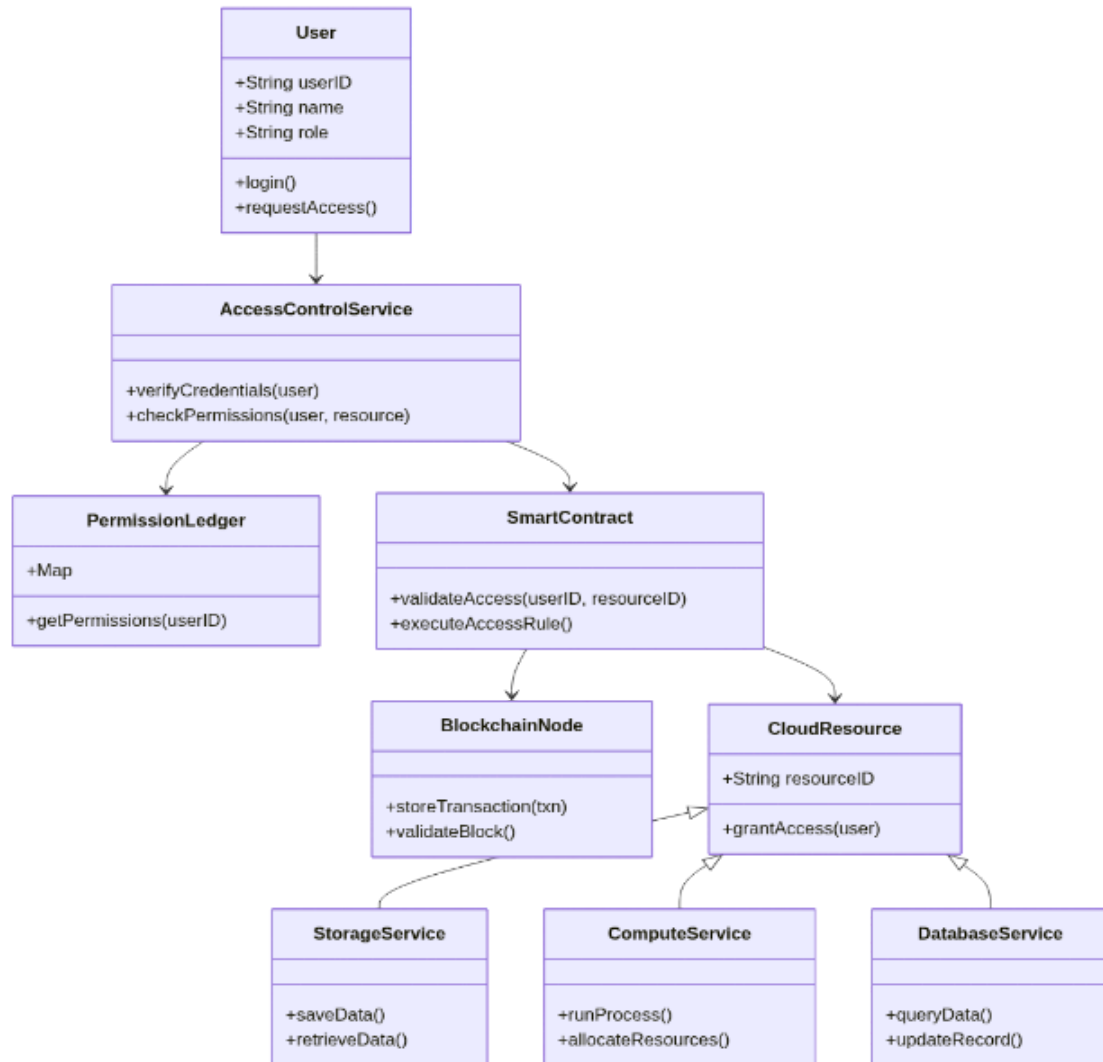 User
+String userID
+String name
+String role
+login()
+requestAccess()
AccessControlService
+verifyCredentials(user)
+checkPermissions(user, resource)
PermissionLedger
+Map
+getPermissions(userID)
SmartContract
+validateAccess(userID, resourceID)
+executeAccessRule()
BlockchainNode
+storeTransaction(txn)
+validateBlock()
CloudResource
+String resourceID
+grantAccess(user)
StorageService
+saveData()
+retrieveData()
ComputeService
+runProcess()
+allocateResources()
DatabaseService
+queryData()
+updateRecord()